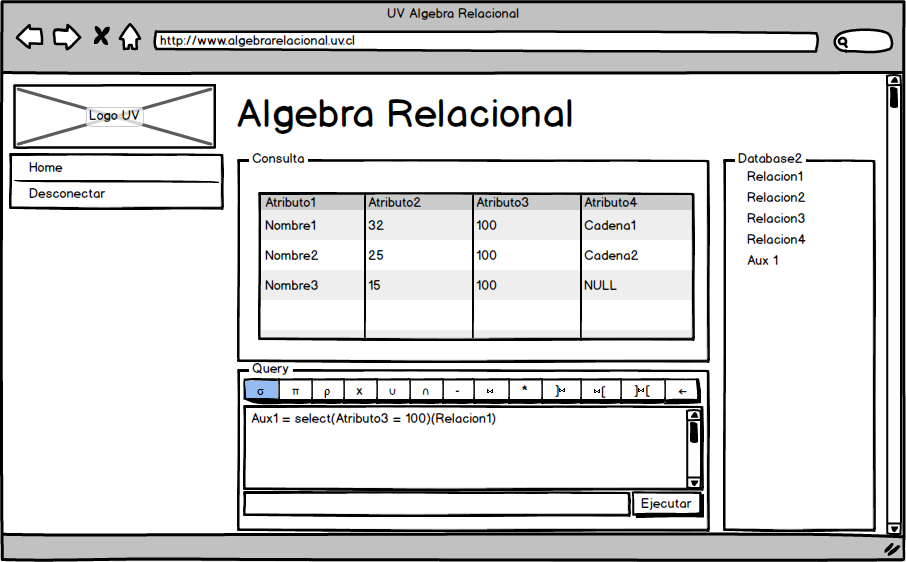 UV Algebra Relacional
http://www.algebrarelacional.uv.cl
Logo UV
Home
Desconectar
Algebra Relacional
Consulta
Atributo1 Atributo2 Atributo3 Atributo4
Nombre1 32 100 Cadena1
Nombre2 25 100 Cadena2
Nombre3 15 100 NULL
Query
σ π ρ x ∪ ∩ - ⋈ * ]⋈ ⋈[ ]⋈[ ←
Aux1 = select(Atributo3 = 100)(Relacion1)
Ejecutar
Database2
Relacion1
Relacion2
Relacion3
Relacion4
Aux 1